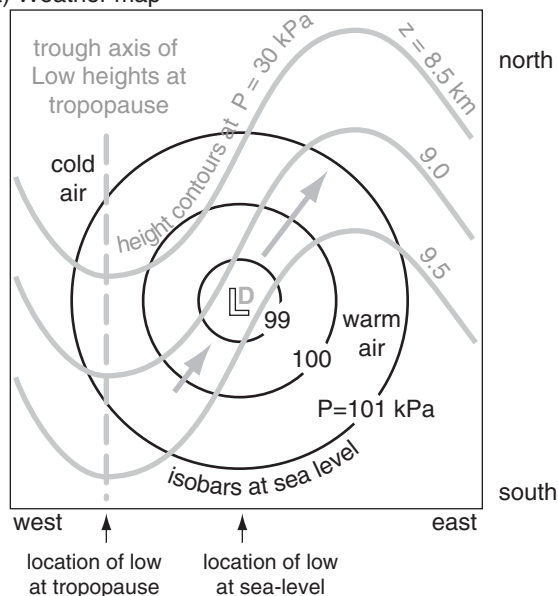 ) Weather map
trough axis of
Low heights at
tropopause
cold
air
height contours at P = 30 kPa
z = 8.5 km
9.0
9.5
north
L
D
99
100
warm
air
P=101 kPa
isobars at sea level
south
west
east
location of low
at tropopause
location of low
at sea-level